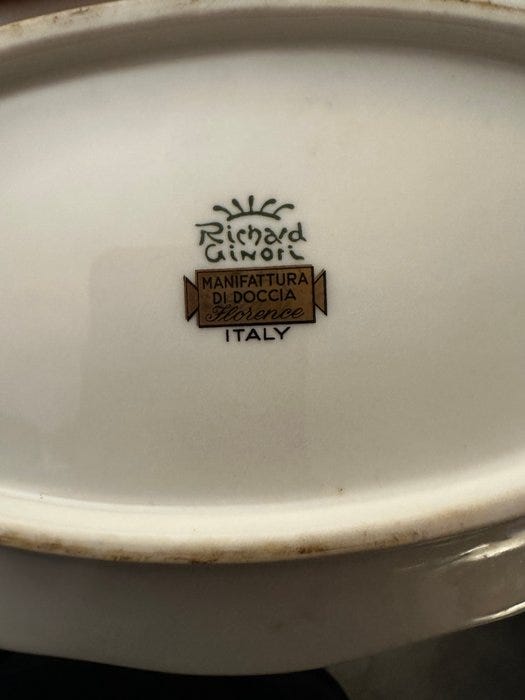 Richard
Ginori
MANIFATTURA
DI DOCCIA
Florence
ITALY